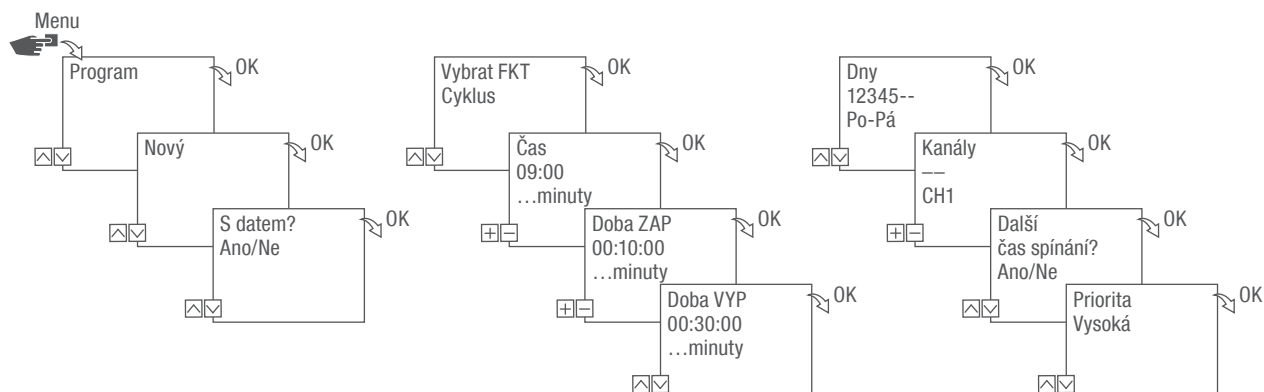 Menu
Program
OK
Nový
OK
S datem?
Ano/Ne
OK
Vybrat FKT
Cyklus
OK
Čas
09:00
…minuty
OK
Doba ZAP
00:10:00
…minuty
OK
Doba VYP
00:30:00
…minuty
OK
Dny
12345--
Po-Pá
OK
Kanály
––
CH1
OK
Další
čas spínání?
Ano/Ne
OK
Priorita
Vysoká
OK